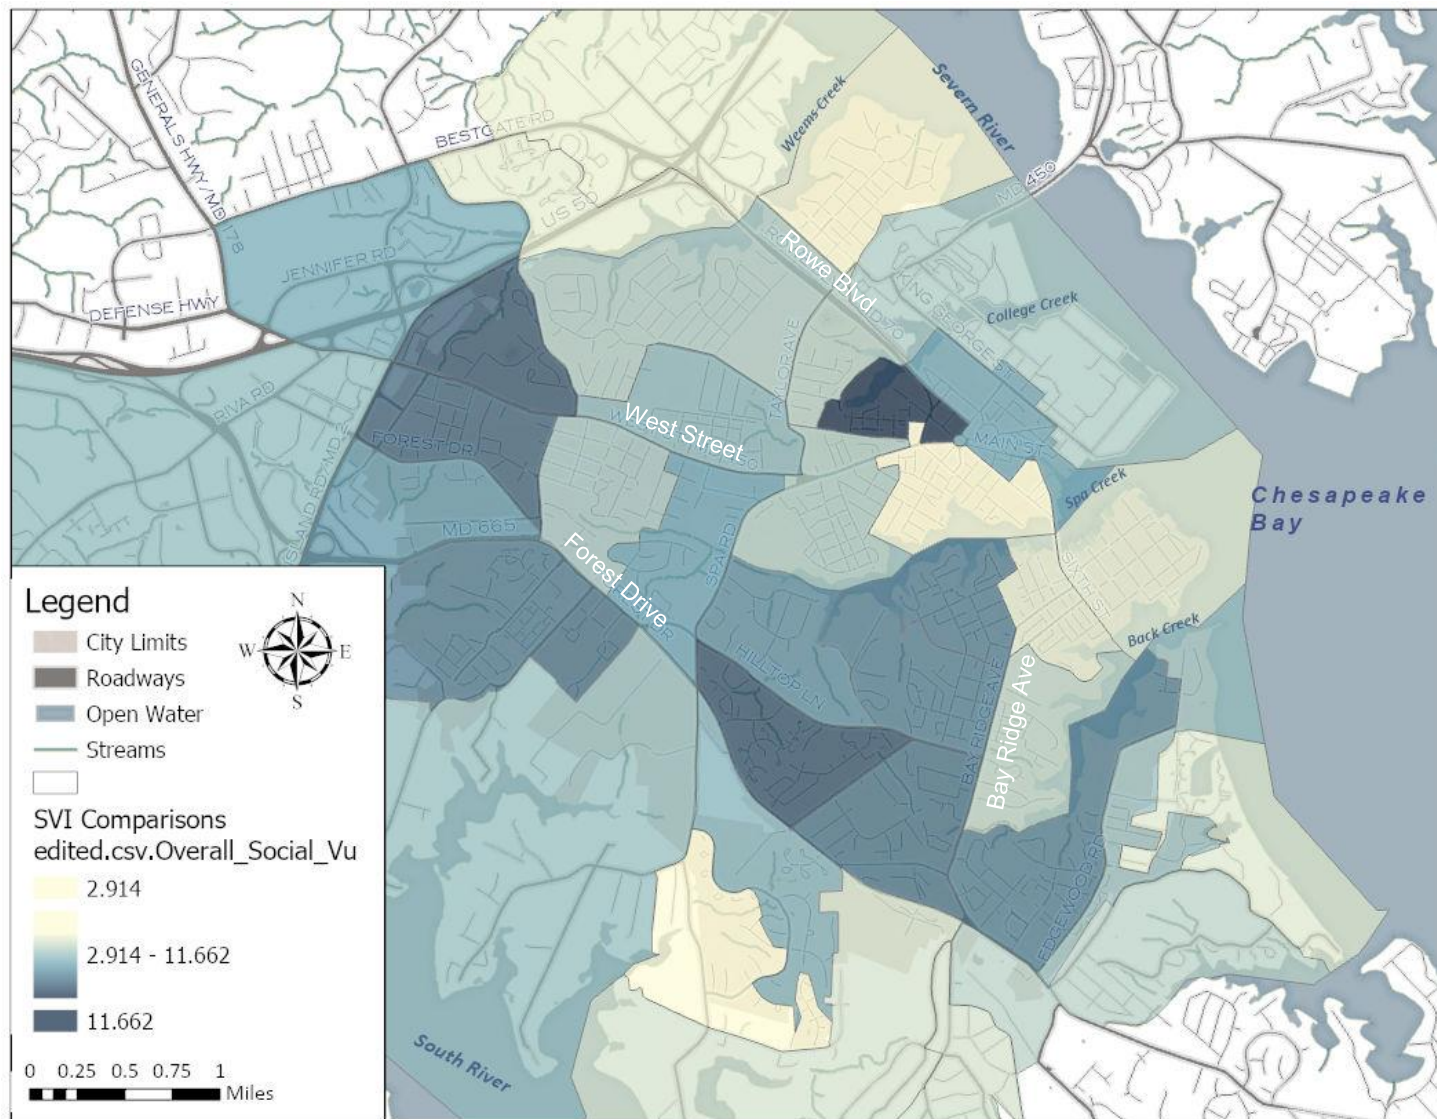 GENERALS HWY/MD 178
BESTGATE RD
US 50
Weems Creek
Severn River
MD 450
JENNIFER RD
DEFENSE HWY
Rowe Blvd
KING GEORGE ST
College Creek
TAYLOR AVE
RIVA RD
FOREST DR
West Street
MAIN ST
Spa Creek
Chesapeake
Bay
MD 665
Forest Drive
SPA RD
SIXTH ST
Back Creek
HILLTOP LN
BAY RIDGE AVE
Bay Ridge Ave
EDGEWOOD RD
South River
Legend
N
W
E
S
City Limits
Roadways
Open Water
Streams
SVI Comparisons
edited.csv.Overall_Social_Vu
2.914
2.914 - 11.662
11.662
0 0.25 0.5 0.75 1
Miles